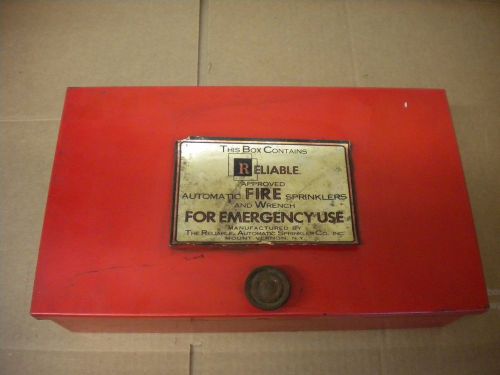 THIS BOX CONTAINS
RELIABLE
APPROVED
AUTOMATIC FIRE SPRINKLERS
AND WRENCH
FOR EMERGENCY USE
MANUFACTURED BY
THE RELIABLE AUTOMATIC SPRINKLER CO. INC.
MOUNT VERNON, N.Y.